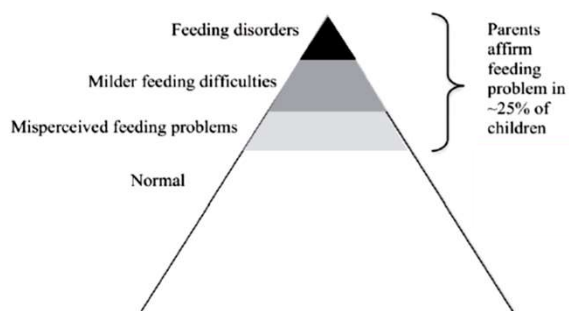 Feeding disorders
Milder feeding difficulties
Misperceived feeding problems
Normal
Parents
affirm
feeding
problem in
~25% of
children